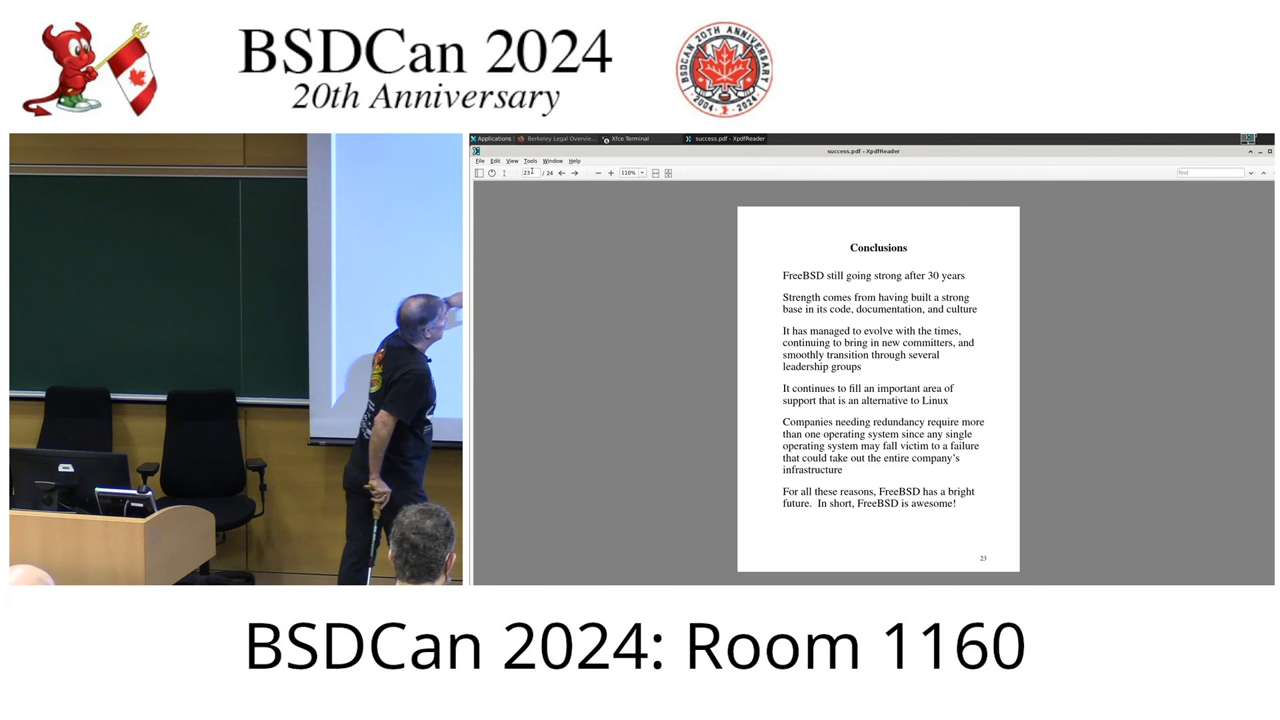 BSDCan 2024
20th Anniversary
BSDCAN 20TH ANNIVERSARY
2004 2024
Applications
Berkeley Legal Overvie...
Xfce Terminal
success.pdf - XpdfReader
success.pdf - XpdfReader
File Edit View Tools Window Help
23 / 24
110%
find
Conclusions
FreeBSD still going strong after 30 years
Strength comes from having built a strong
base in its code, documentation, and culture
It has managed to evolve with the times,
continuing to bring in new committers, and
smoothly transition through several
leadership groups
It continues to fill an important area of
support that is an alternative to Linux
Companies needing redundancy require more
than one operating system since any single
operating system may fall victim to a failure
that could take out the entire company's
infrastructure
For all these reasons, FreeBSD has a bright
future. In short, FreeBSD is awesome!
23
BSDCan 2024: Room 1160